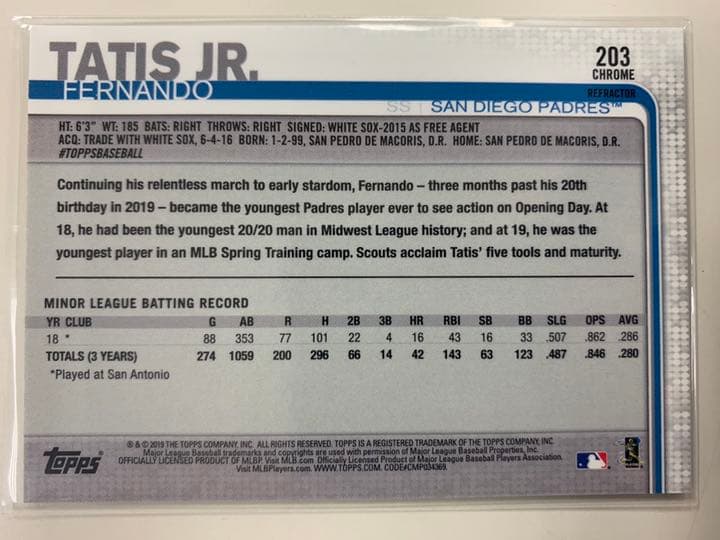 TATIS JR.
203
CHROME
FERNANDO
REFRACTOR
SS | SAN DIEGO PADRES™
HT: 6'3" WT: 185 BATS: RIGHT THROWS: RIGHT SIGNED: WHITE SOX-2015 AS FREE AGENT
ACQ: TRADE WITH WHITE SOX, 6-4-16 BORN: 1-2-99, SAN PEDRO DE MACORIS, D.R. HOME: SAN PEDRO DE MACORIS, D.R.
#TOPPSBASEBALL
Continuing his relentless march to early stardom, Fernando – three months past his 20th
birthday in 2019 – became the youngest Padres player ever to see action on Opening Day. At
18, he had been the youngest 20/20 man in Midwest League history; and at 19, he was the
youngest player in an MLB Spring Training camp. Scouts acclaim Tatis' five tools and maturity.
MINOR LEAGUE BATTING RECORD
YR CLUB G AB R H 2B 3B HR RBI SB BB SLG OPS AVG
18 * 88 353 77 101 22 4 16 43 16 33 .507 .862 .286
TOTALS (3 YEARS) 274 1059 200 296 66 14 42 143 63 123 .487 .846 .280
*Played at San Antonio
® & © 2019 THE TOPPS COMPANY, INC. ALL RIGHTS RESERVED. TOPPS IS A REGISTERED TRADEMARK OF THE TOPPS COMPANY, INC.
Major League Baseball trademarks and copyrights are used with permission of Major League Baseball Properties, Inc.
OFFICIALLY LICENSED PRODUCT OF MLBP. Visit MLB.com Officially Licensed Product of Major League Baseball Players Association.
Visit MLBPlayers.com. WWW.TOPPS.COM. CODE#CMP034369.
topps